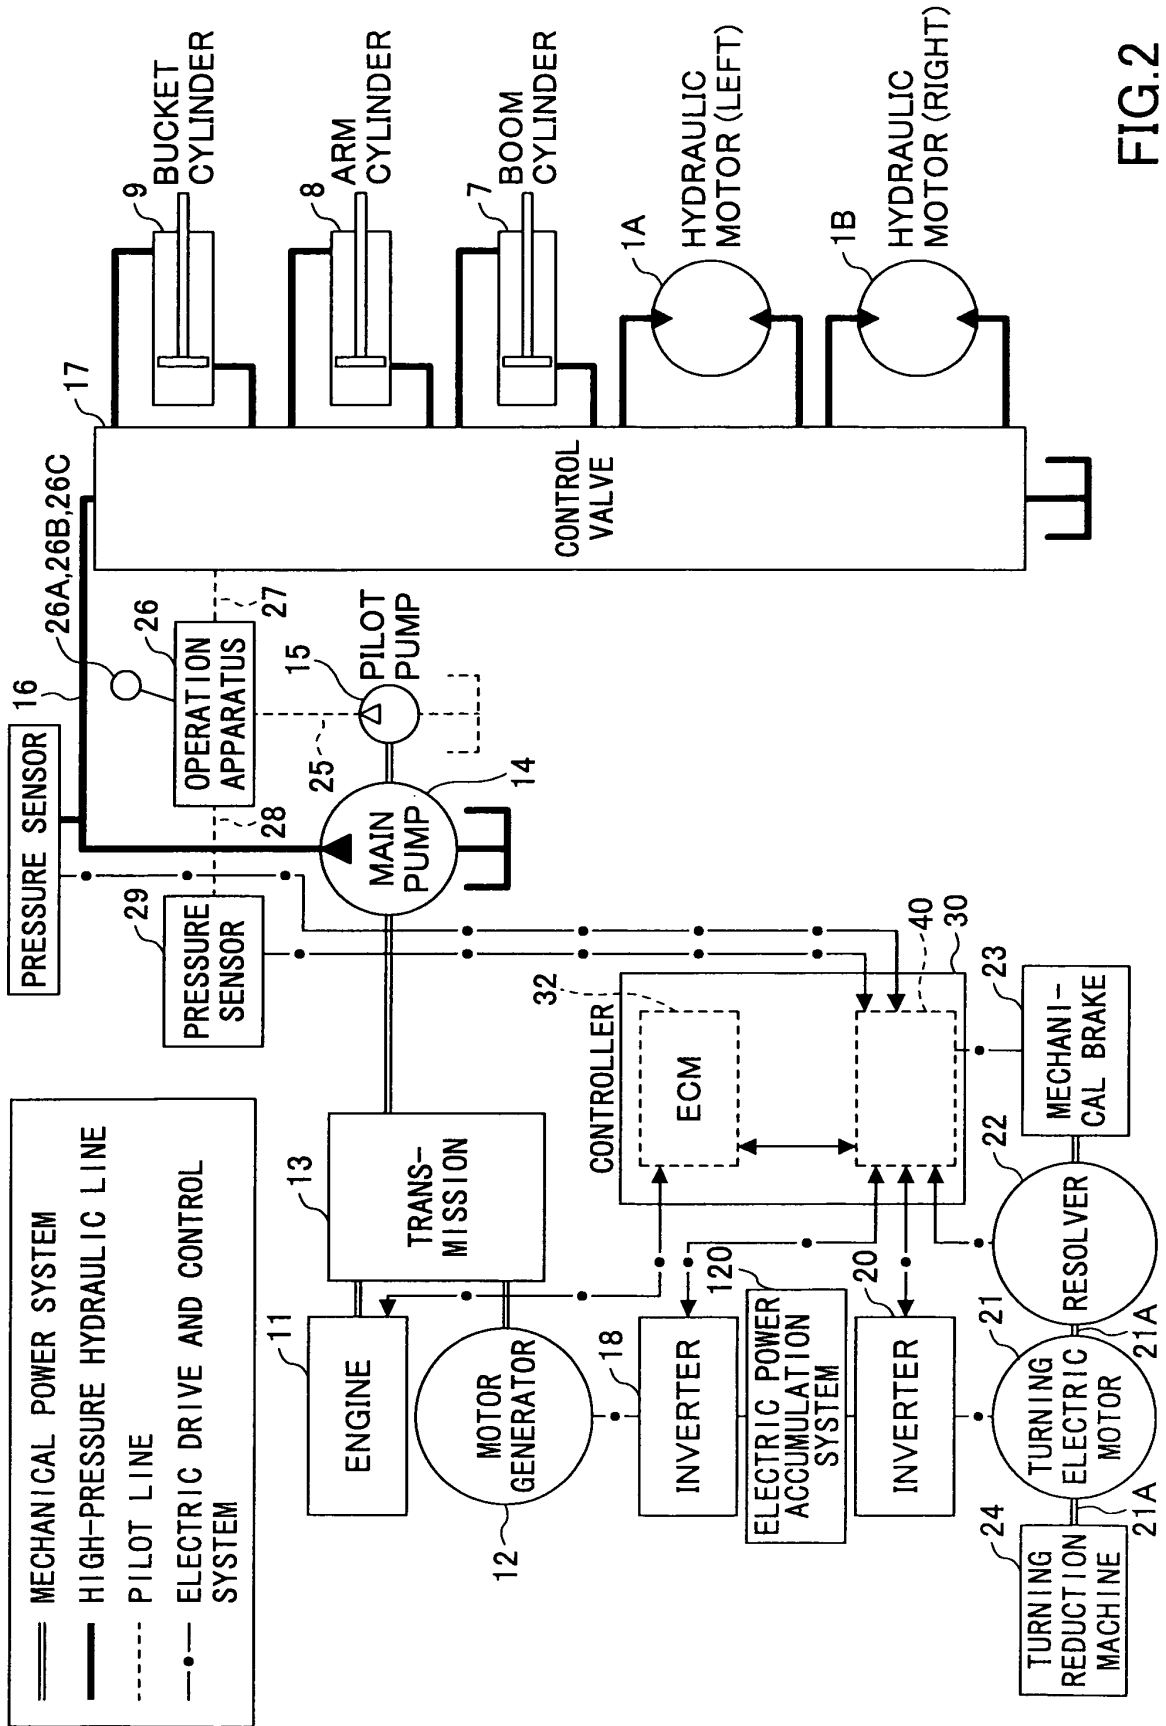 MECHANICAL POWER SYSTEM
HIGH-PRESSURE HYDRAULIC LINE
PILOT LINE
ELECTRIC DRIVE AND CONTROL
SYSTEM
PRESSURE SENSOR
16
26A,26B,26C
17
9
BUCKET
CYLINDER
29
PRESSURE
SENSOR
28
26
OPERATION
APPARATUS
27
8
ARM
CYLINDER
25
15
PILOT
PUMP
11
ENGINE
13
TRANS-
MISSION
MAIN
PUMP
14
CONTROL
VALVE
7
BOOM
CYLINDER
12
MOTOR
GENERATOR
1A
HYDRAULIC
MOTOR (LEFT)
18
INVERTER
CONTROLLER
32
ECM
120
ELECTRIC POWER
ACCUMULATION
SYSTEM
20
INVERTER
40
30
1B
HYDRAULIC
MOTOR (RIGHT)
24
TURNING
REDUCTION
MACHINE
21A
21
TURNING
ELECTRIC
MOTOR
21A
22
RESOLVER
23
MECHANI-
CAL BRAKE
FIG.2